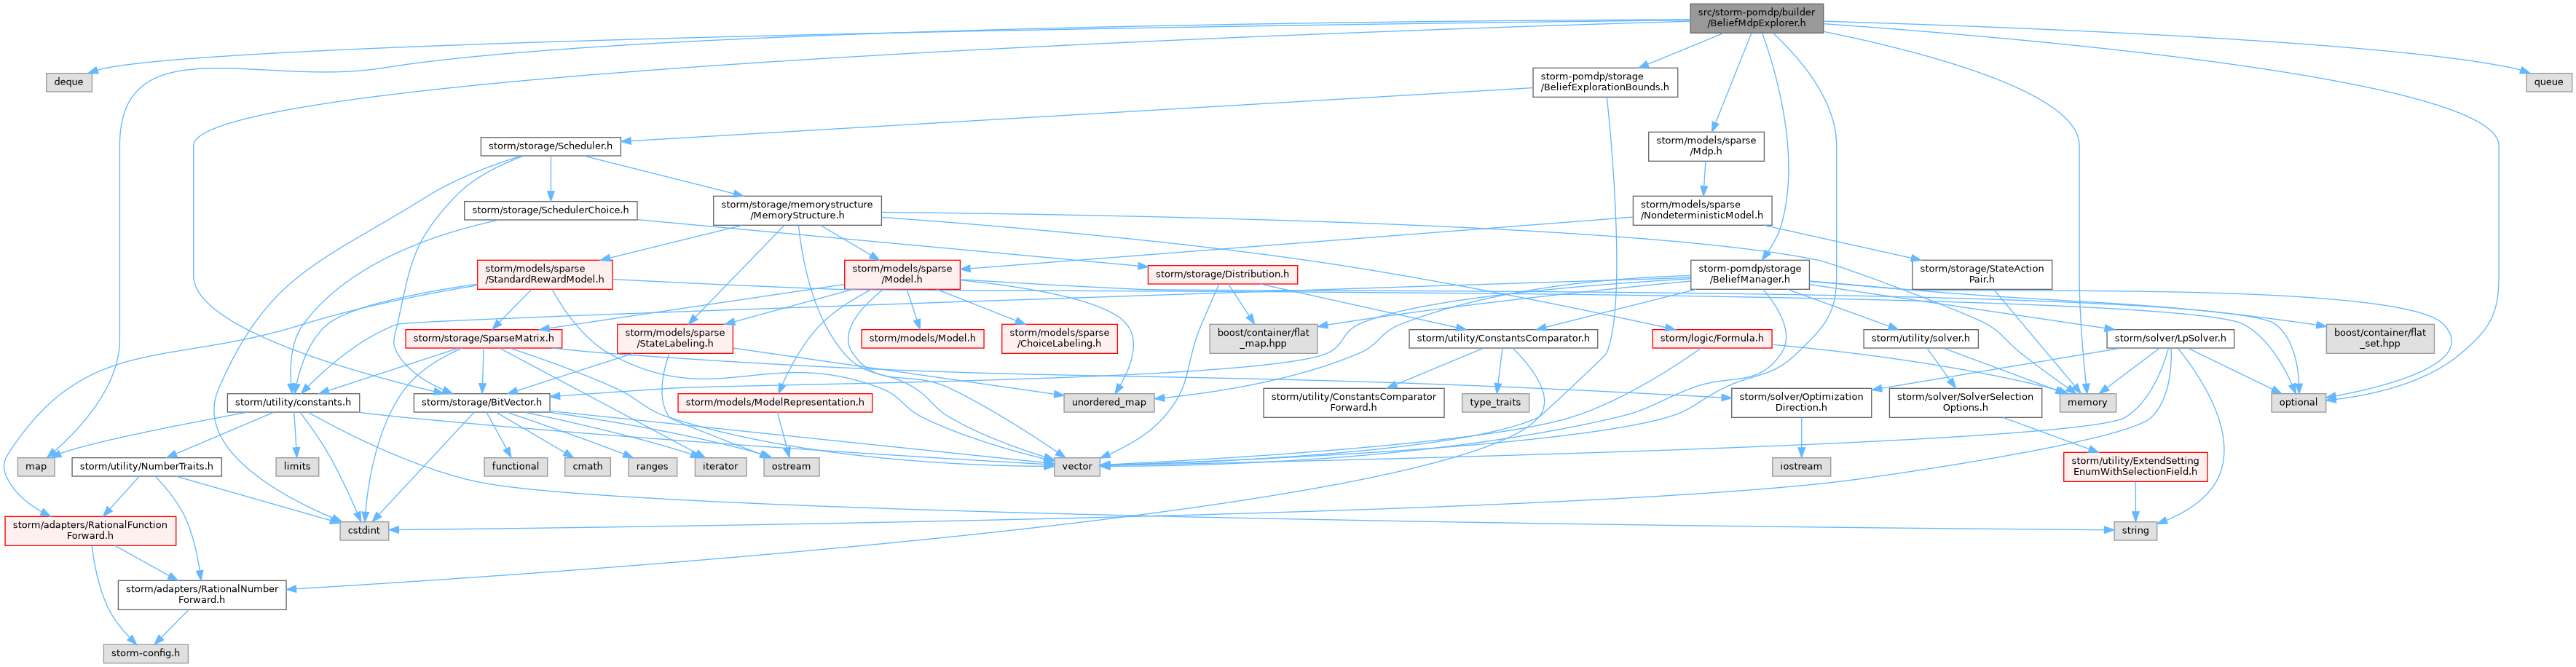 src/storm-pomdp/builder
/BeliefMdpExplorer.h
deque
storm-pomdp/storage
/BeliefExplorationBounds.h
queue
storm/storage/Scheduler.h
storm/models/sparse
/Mdp.h
storm/storage/SchedulerChoice.h
storm/storage/memorystructure
/MemoryStructure.h
storm/models/sparse
/NondeterministicModel.h
storm/models/sparse
/StandardRewardModel.h
storm/models/sparse
/Model.h
storm/storage/Distribution.h
storm-pomdp/storage
/BeliefManager.h
storm/storage/StateAction
Pair.h
storm/storage/SparseMatrix.h
storm/models/sparse
/StateLabeling.h
storm/models/Model.h
storm/models/sparse
/ChoiceLabeling.h
boost/container/flat
_map.hpp
storm/utility/ConstantsComparator.h
storm/logic/Formula.h
storm/utility/solver.h
storm/solver/LpSolver.h
boost/container/flat
_set.hpp
storm/utility/constants.h
storm/storage/BitVector.h
storm/models/ModelRepresentation.h
unordered_map
storm/utility/ConstantsComparator
Forward.h
type_traits
storm/solver/Optimization
Direction.h
storm/solver/SolverSelection
Options.h
memory
optional
map
storm/utility/NumberTraits.h
limits
functional
cmath
ranges
iterator
ostream
vector
iostream
storm/utility/ExtendSetting
EnumWithSelectionField.h
storm/adapters/RationalFunction
Forward.h
cstdint
string
storm/adapters/RationalNumber
Forward.h
storm-config.h